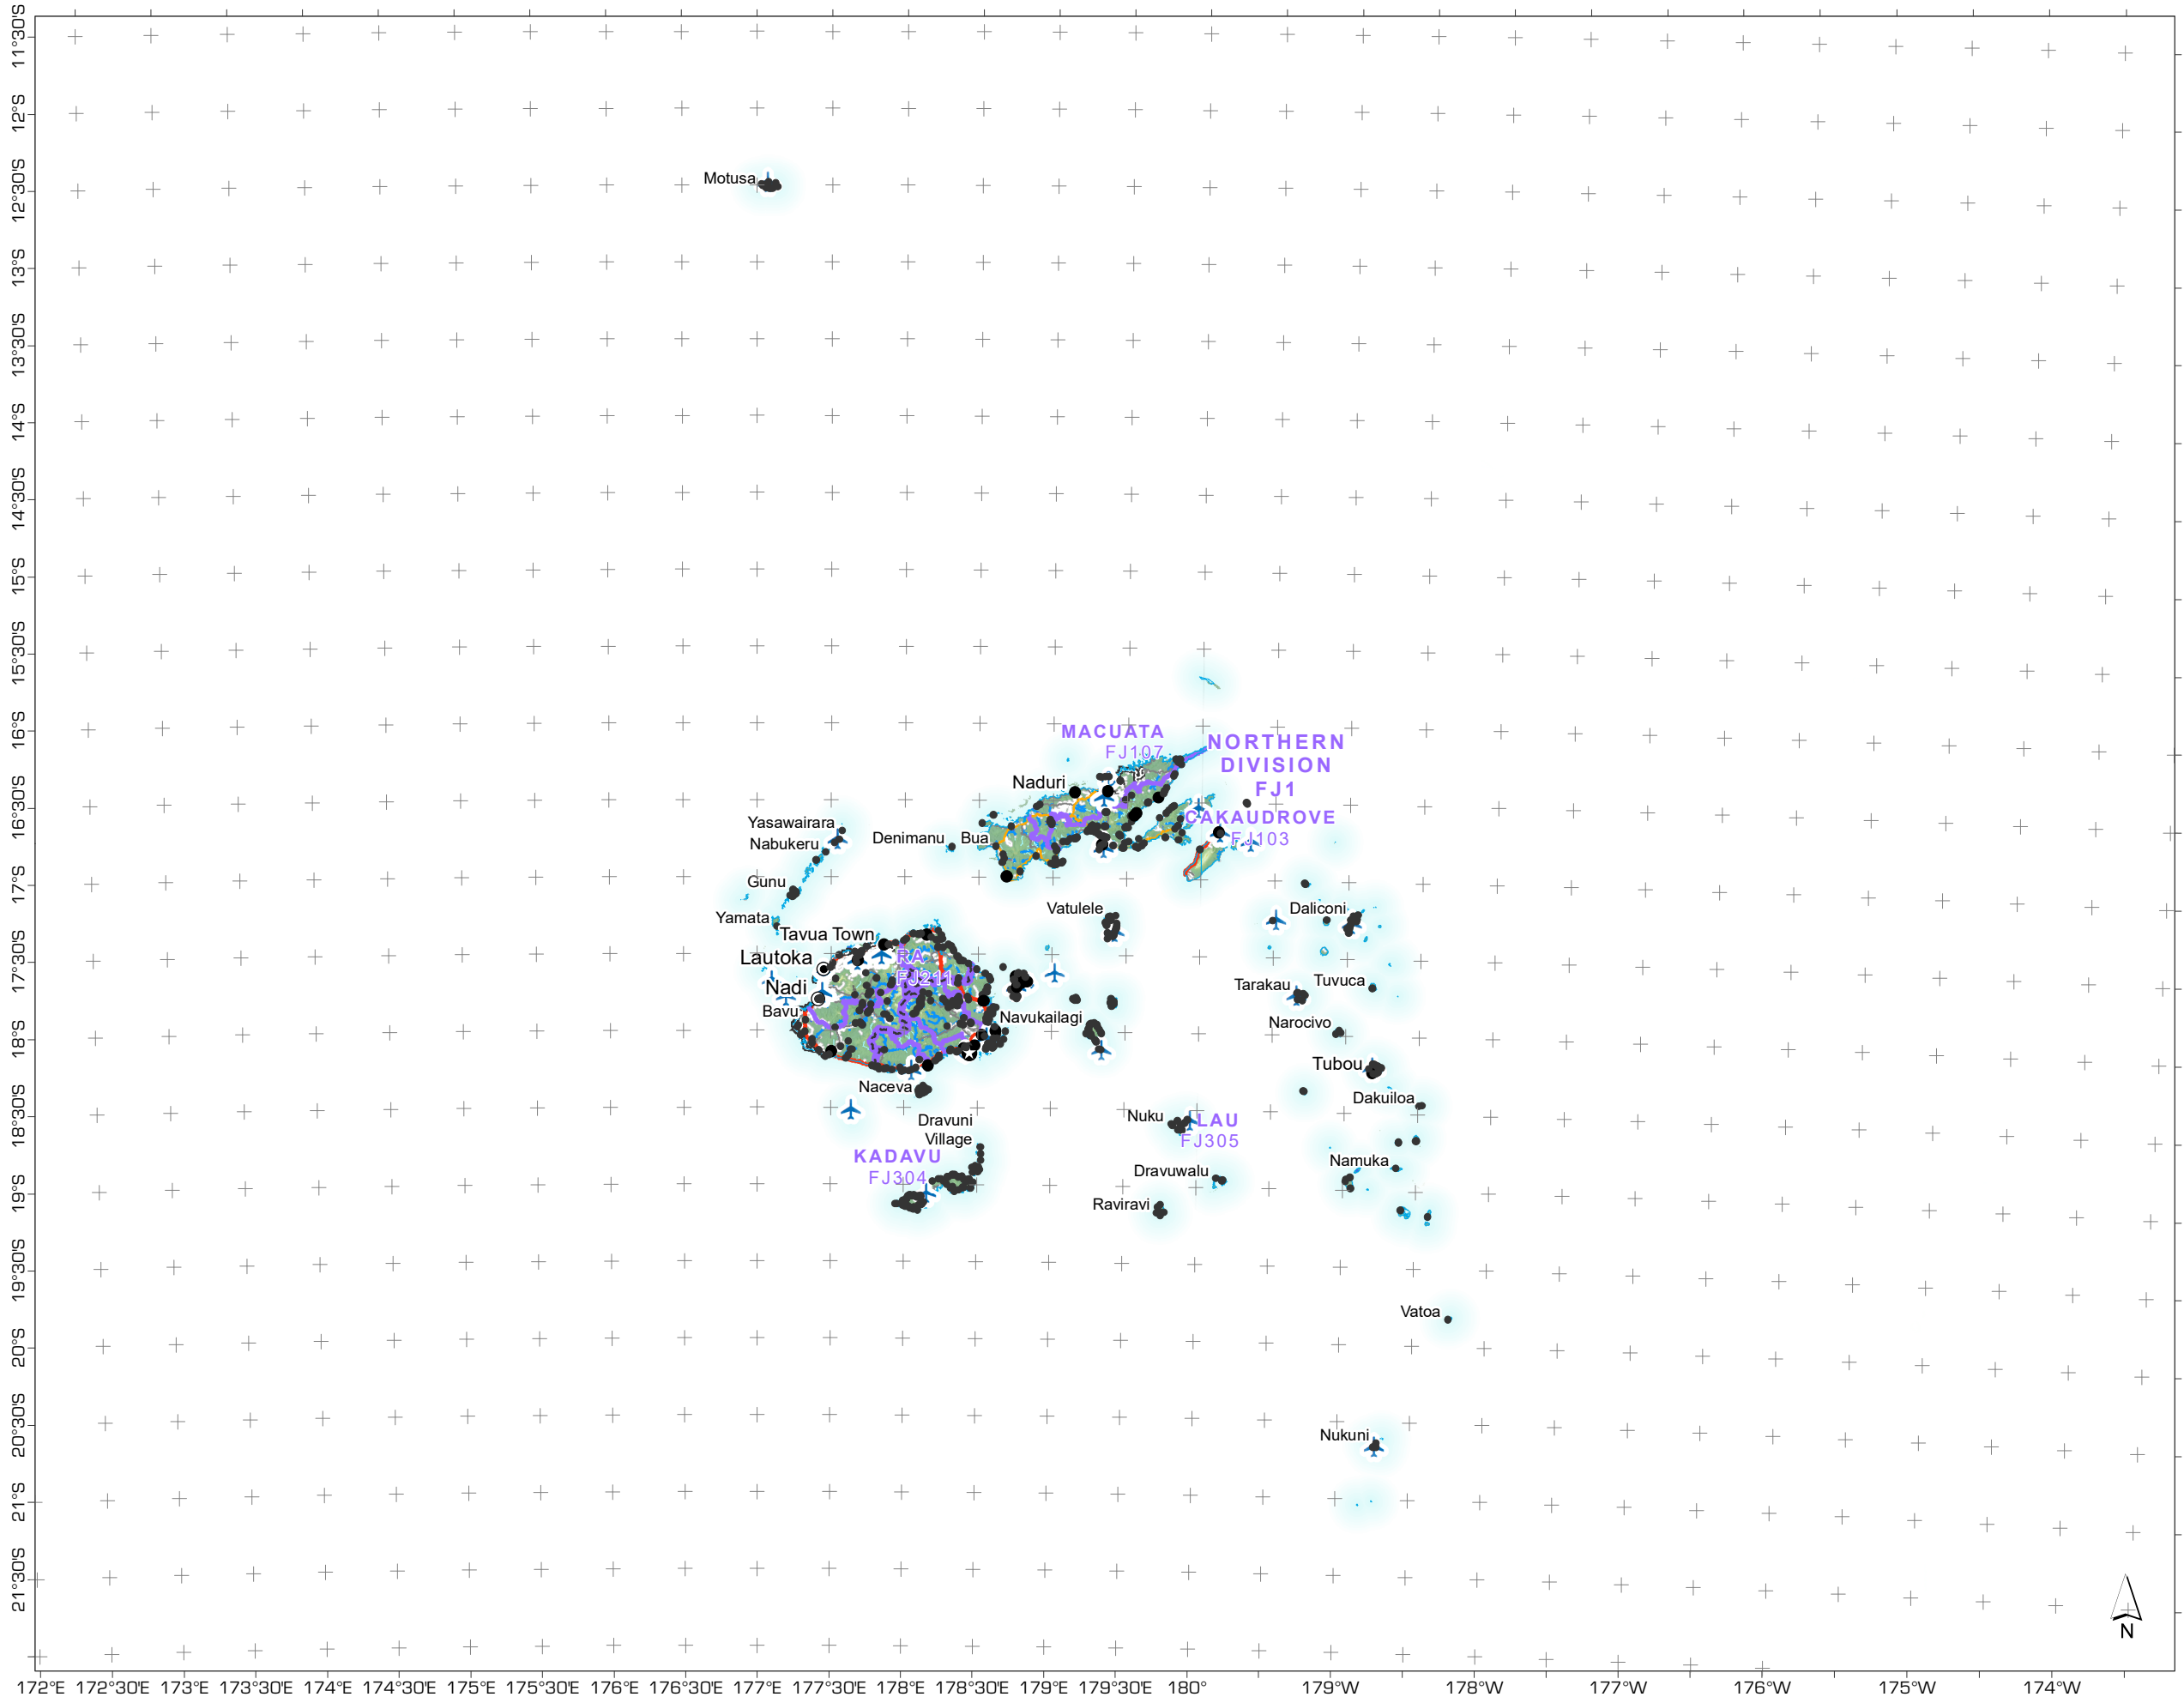 11°30'S
12°S
12°30'S
13°S
13°30'S
14°S
14°30'S
15°S
15°30'S
16°S
16°30'S
17°S
17°30'S
18°S
18°30'S
19°S
19°30'S
20°S
20°30'S
21°S
21°30'S
Motusa
MACUATA
FJ107
NORTHERN
DIVISION
FJ1
Naduri
CAKAUDROVE
FJ103
Yasawairara
Nabukeru
Denimanu
Bua
Gunu
Yamata
Vatulele
Daliconi
Tavua Town
Lautoka
RA
FJ211
Nadi
Bavu
Tarakau
Tuvuca
Navukailagi
Narocivo
Tubou
Naceva
Dakuiloa
Dravuni
Village
Nuku
LAU
FJ305
KADAVU
FJ304
Dravuwalu
Namuka
Raviravi
Vatoa
Nukuni
N
172°E 172°30'E 173°E 173°30'E 174°E 174°30'E 175°E 175°30'E 176°E 176°30'E 177°E 177°30'E 178°E 178°30'E 179°E 179°30'E 180° 179°W 178°W 177°W 176°W 175°W 174°W